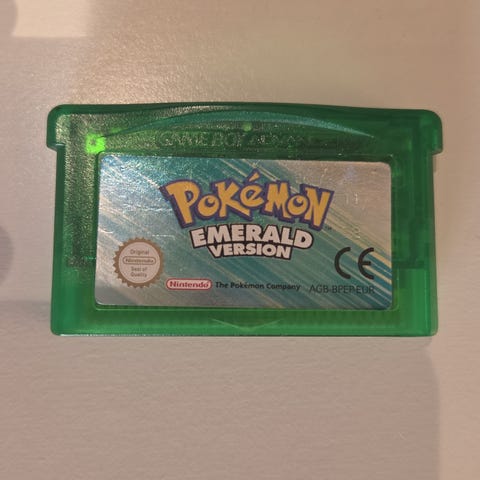 GAME BOY ADVANCE
POKéMON
EMERALD
VERSION
TM
Original
Nintendo
Seal of
Quality
CE
Nintendo The Pokémon Company AGB-BPEP-EUR